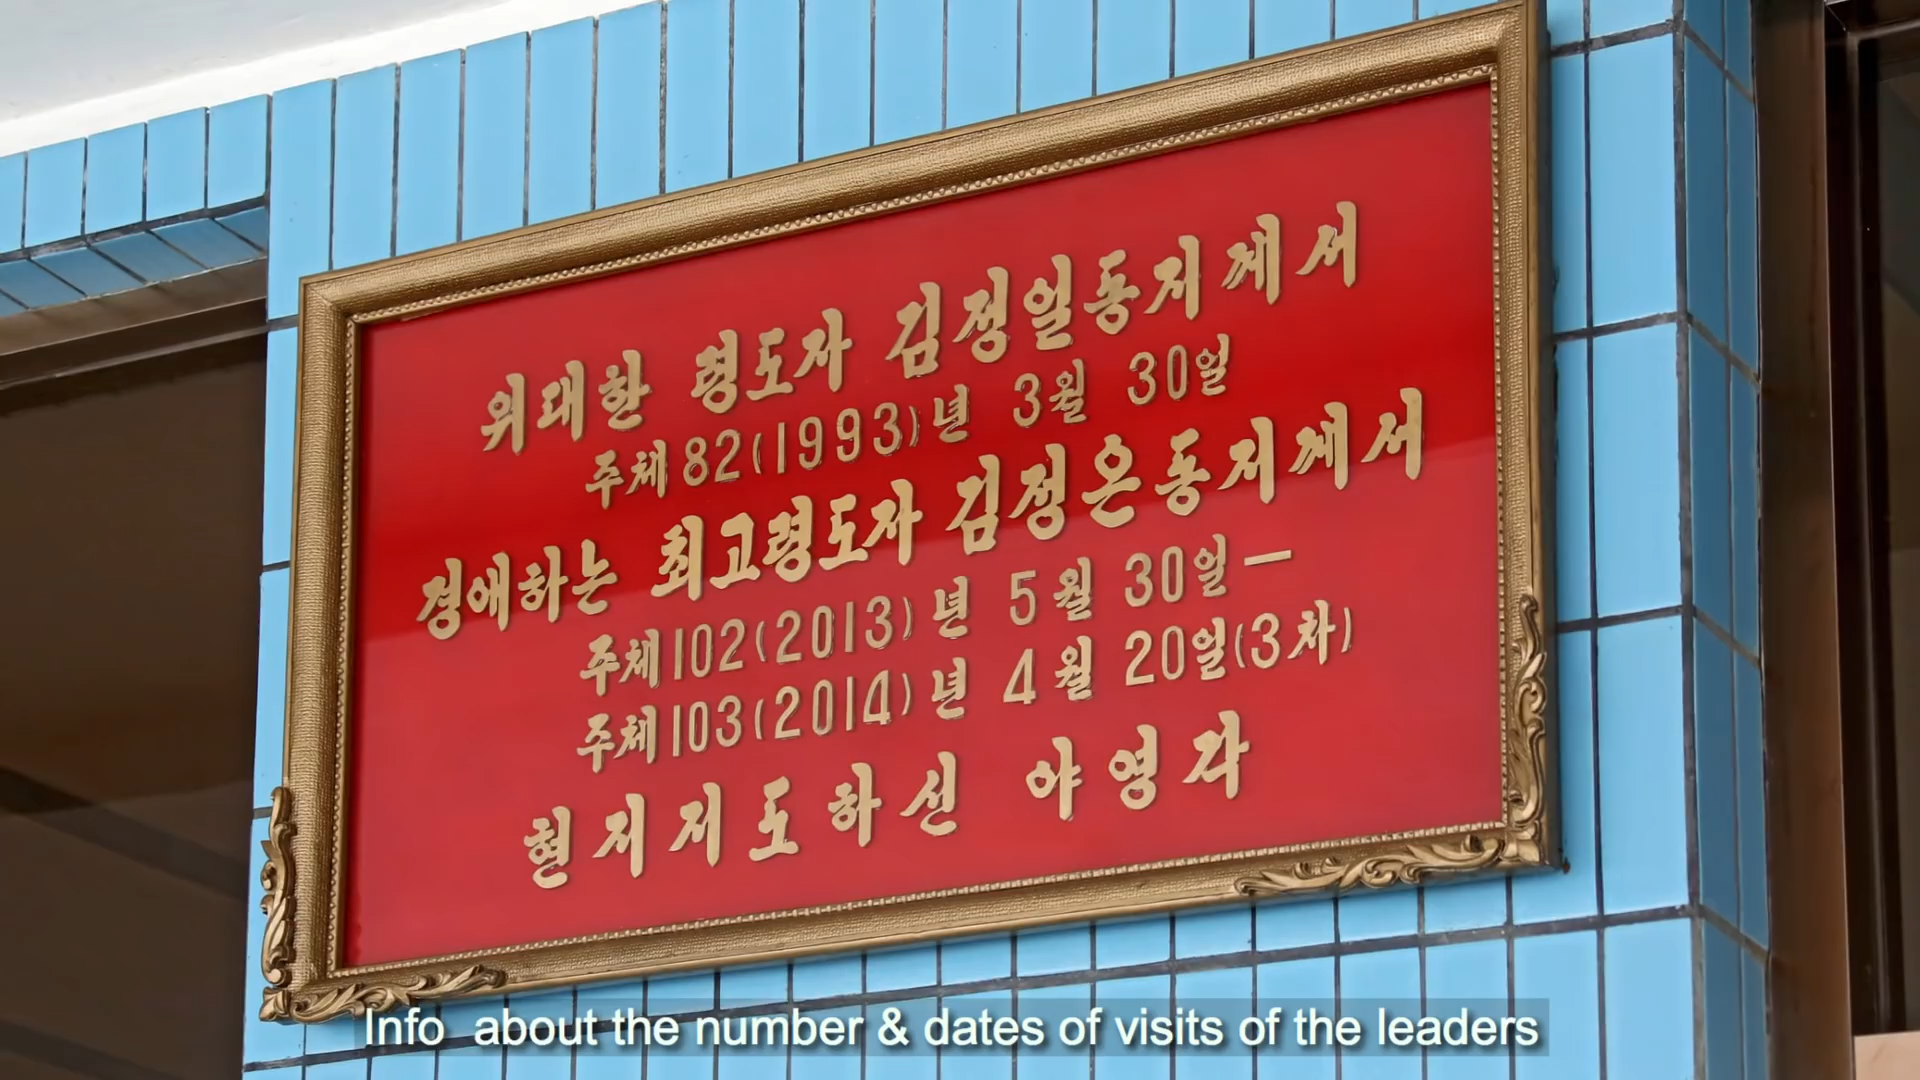 위대한 령도자 김정일동지께서
주체82(1993)년 3월 30일
경애하는 최고령도자 김정은동지께서
주체102(2013)년 5월 30일–
주체103(2014)년 4월 20일(3차)
현지지도하신 야영각
Info about the number & dates of visits of the leaders